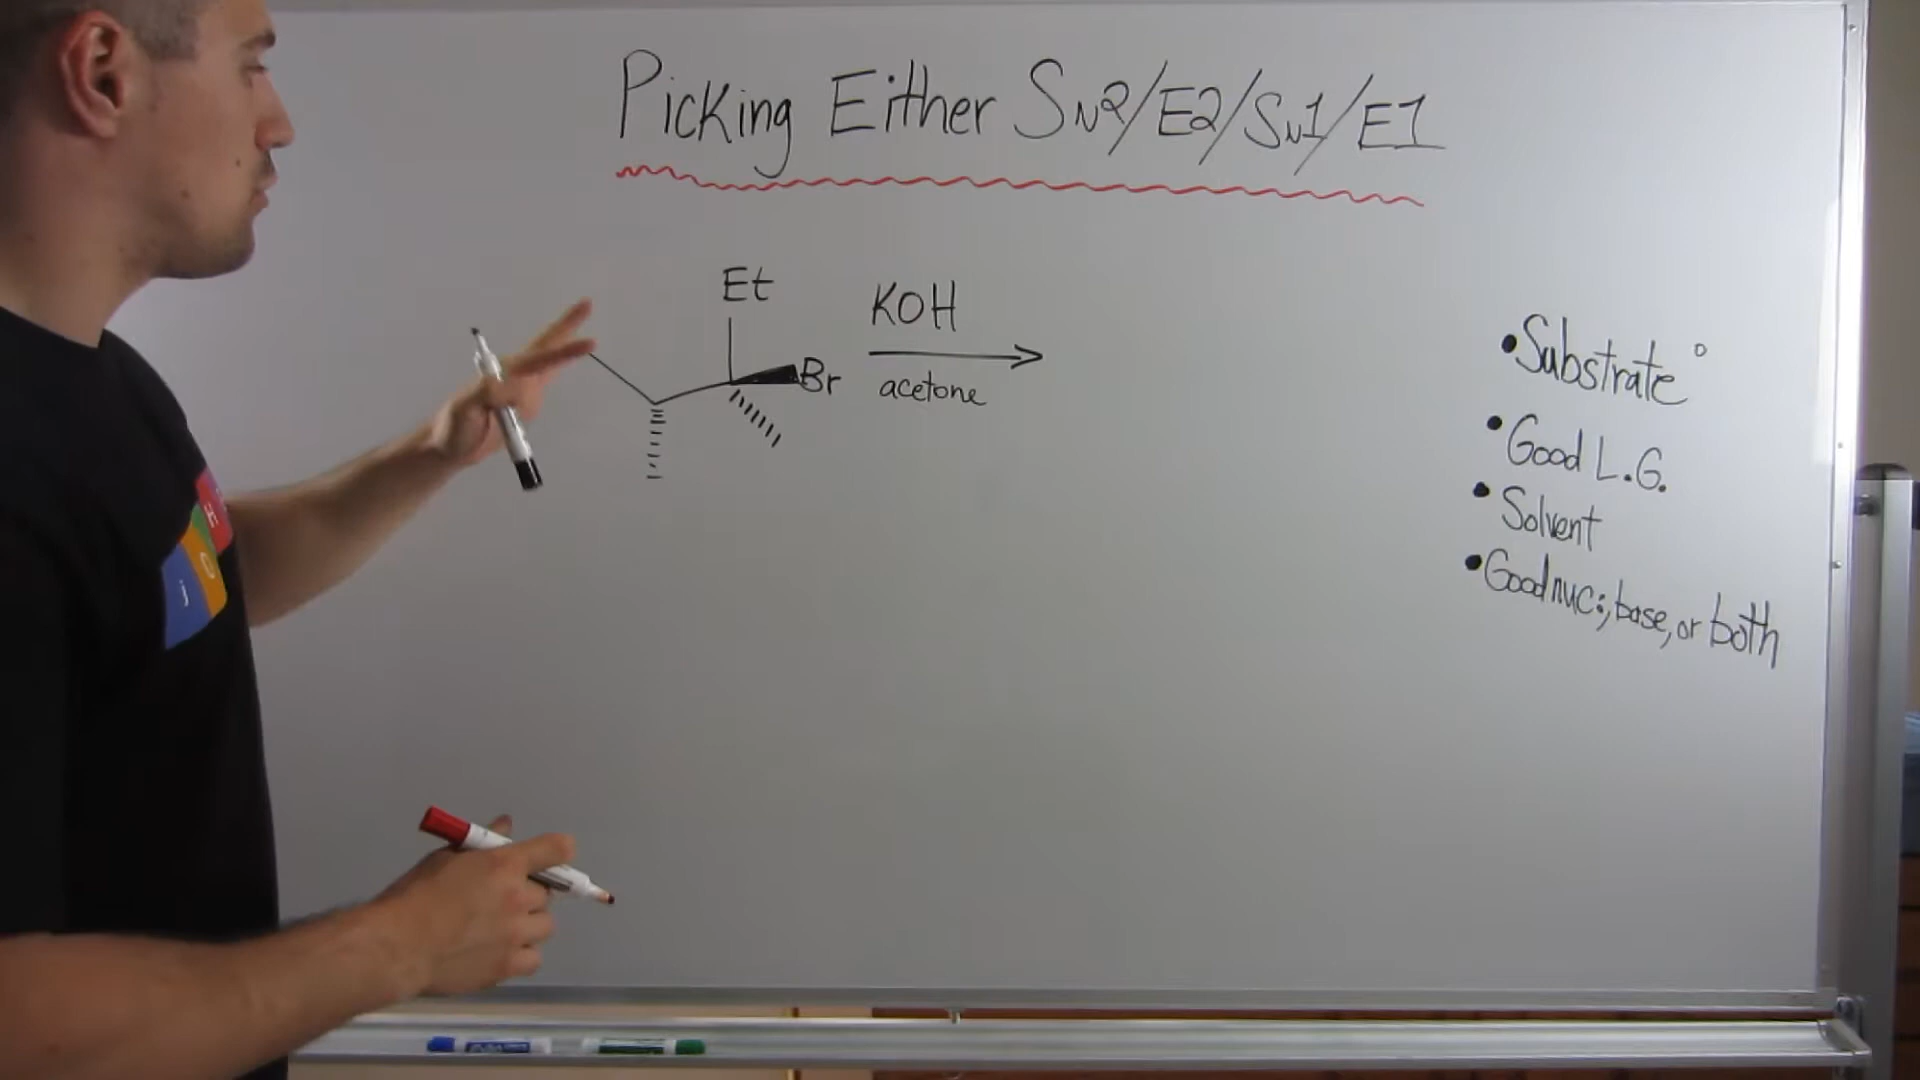 Picking Either SN2/E2/SN1/E1
Et
Br
KOH
acetone
• Substrate °
• Good L.G.
• Solvent
• Good nuc:, base, or both